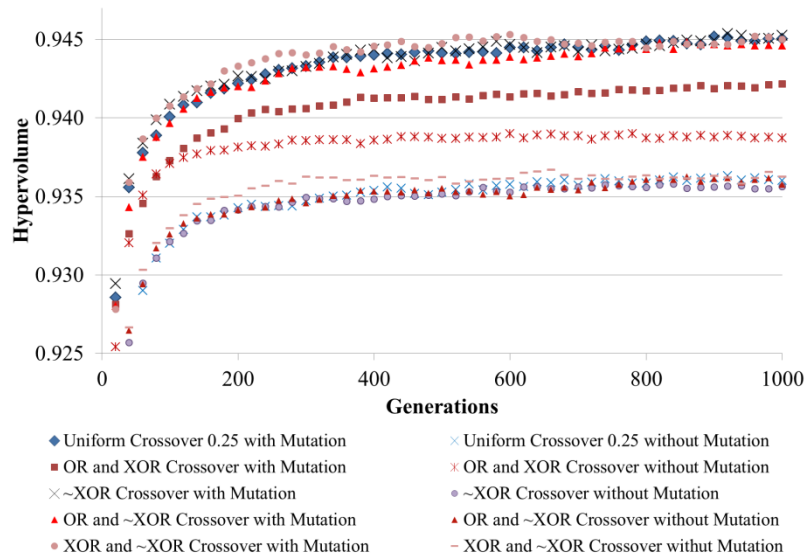 0.945
0.940
0.935
0.930
0.925
Hypervolume
0 200 400 600 800 1000
Generations
Uniform Crossover 0.25 with Mutation
Uniform Crossover 0.25 without Mutation
OR and XOR Crossover with Mutation
OR and XOR Crossover without Mutation
~XOR Crossover with Mutation
~XOR Crossover without Mutation
OR and ~XOR Crossover with Mutation
OR and ~XOR Crossover without Mutation
XOR and ~XOR Crossover with Mutation
XOR and ~XOR Crossover without Mutation